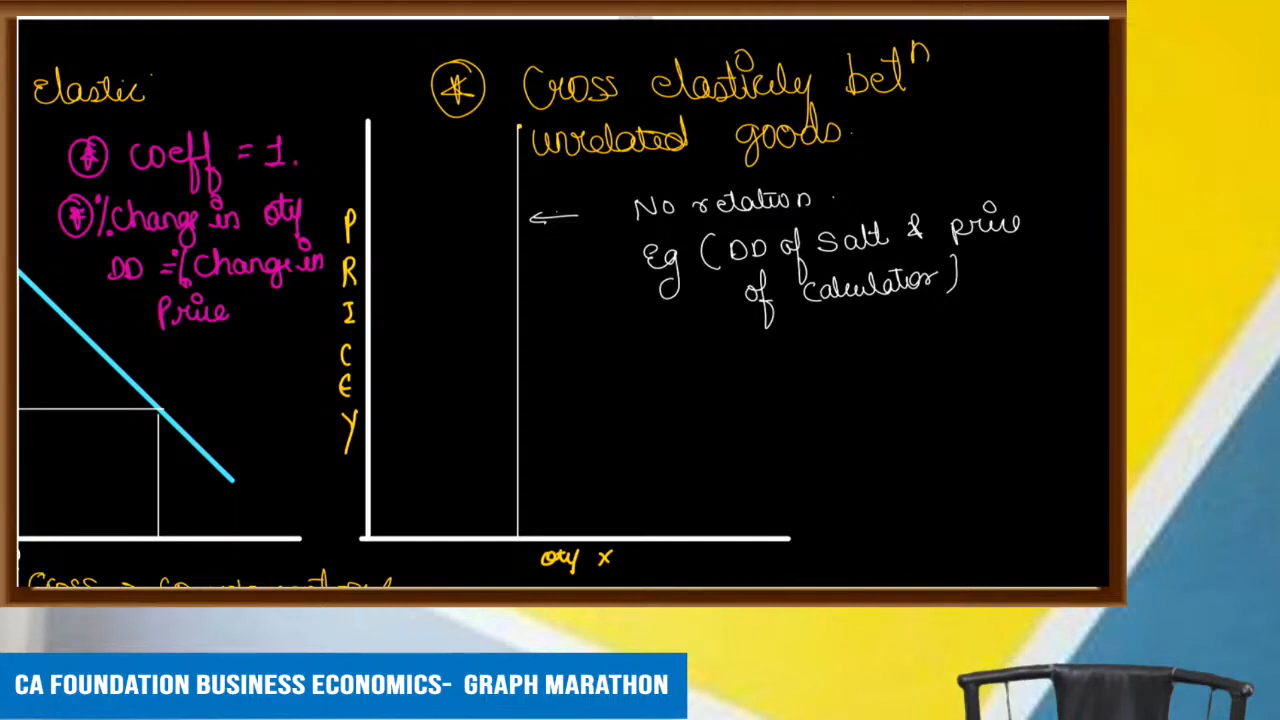 Elastic
coeff = 1.
% Change in Qty
DD = % Change in
Price
Cross elasticity betn
unrelated goods.
No relation.
Eg (DD of Salt & price
of calculator)
PRICE Y
Qty x
CA FOUNDATION BUSINESS ECONOMICS- GRAPH MARATHON